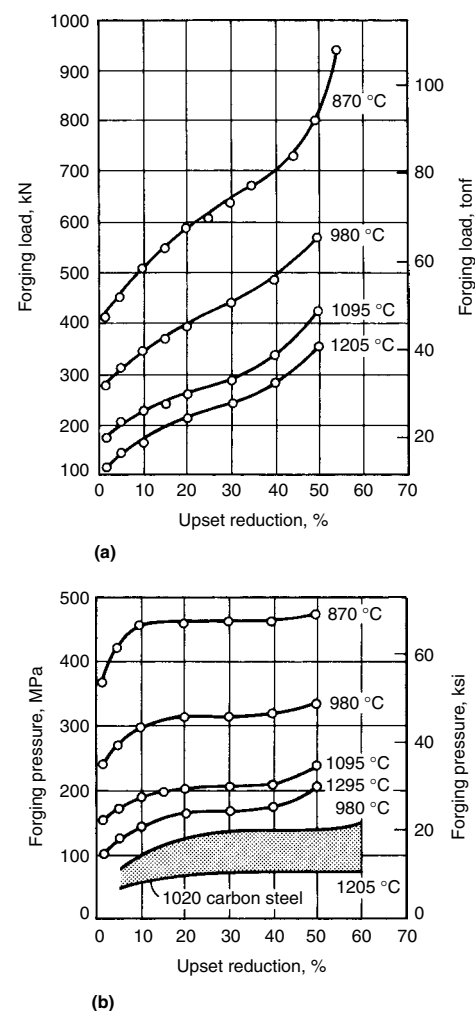 1000
900
800
700
600
500
400
300
200
100
0 10 20 30 40 50 60 70
100
80
60
40
20
Forging load, kN
Forging load, tonf
870 °C
980 °C
1095 °C
1205 °C
Upset reduction, %
(a)
500
400
300
200
100
0
0 10 20 30 40 50 60 70
60
40
20
0
Forging pressure, MPa
Forging pressure, ksi
870 °C
980 °C
1095 °C
1295 °C
980 °C
1205 °C
1020 carbon steel
Upset reduction, %
(b)